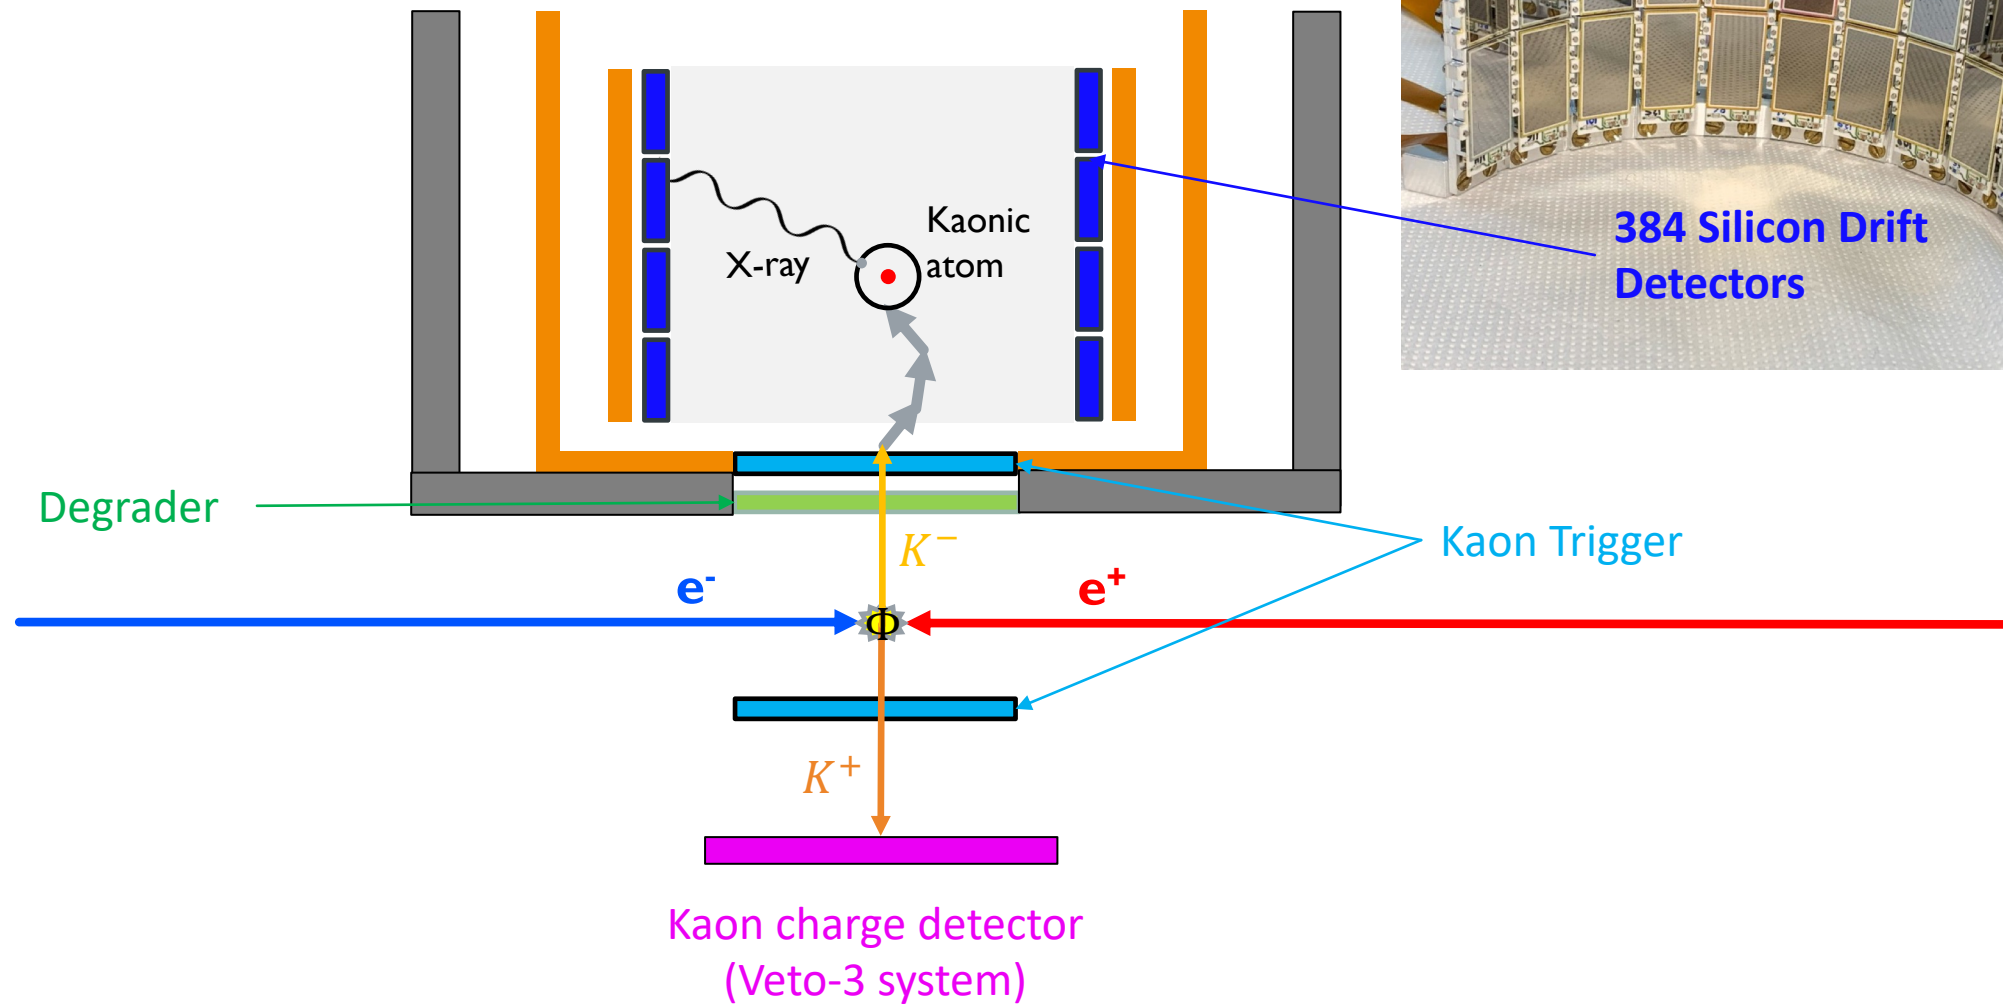 Kaonic
atom
X-ray
384 Silicon Drift
Detectors
Degrader
Kaon Trigger
K⁻
e⁻
e⁺
Φ
K⁺
Kaon charge detector
(Veto-3 system)